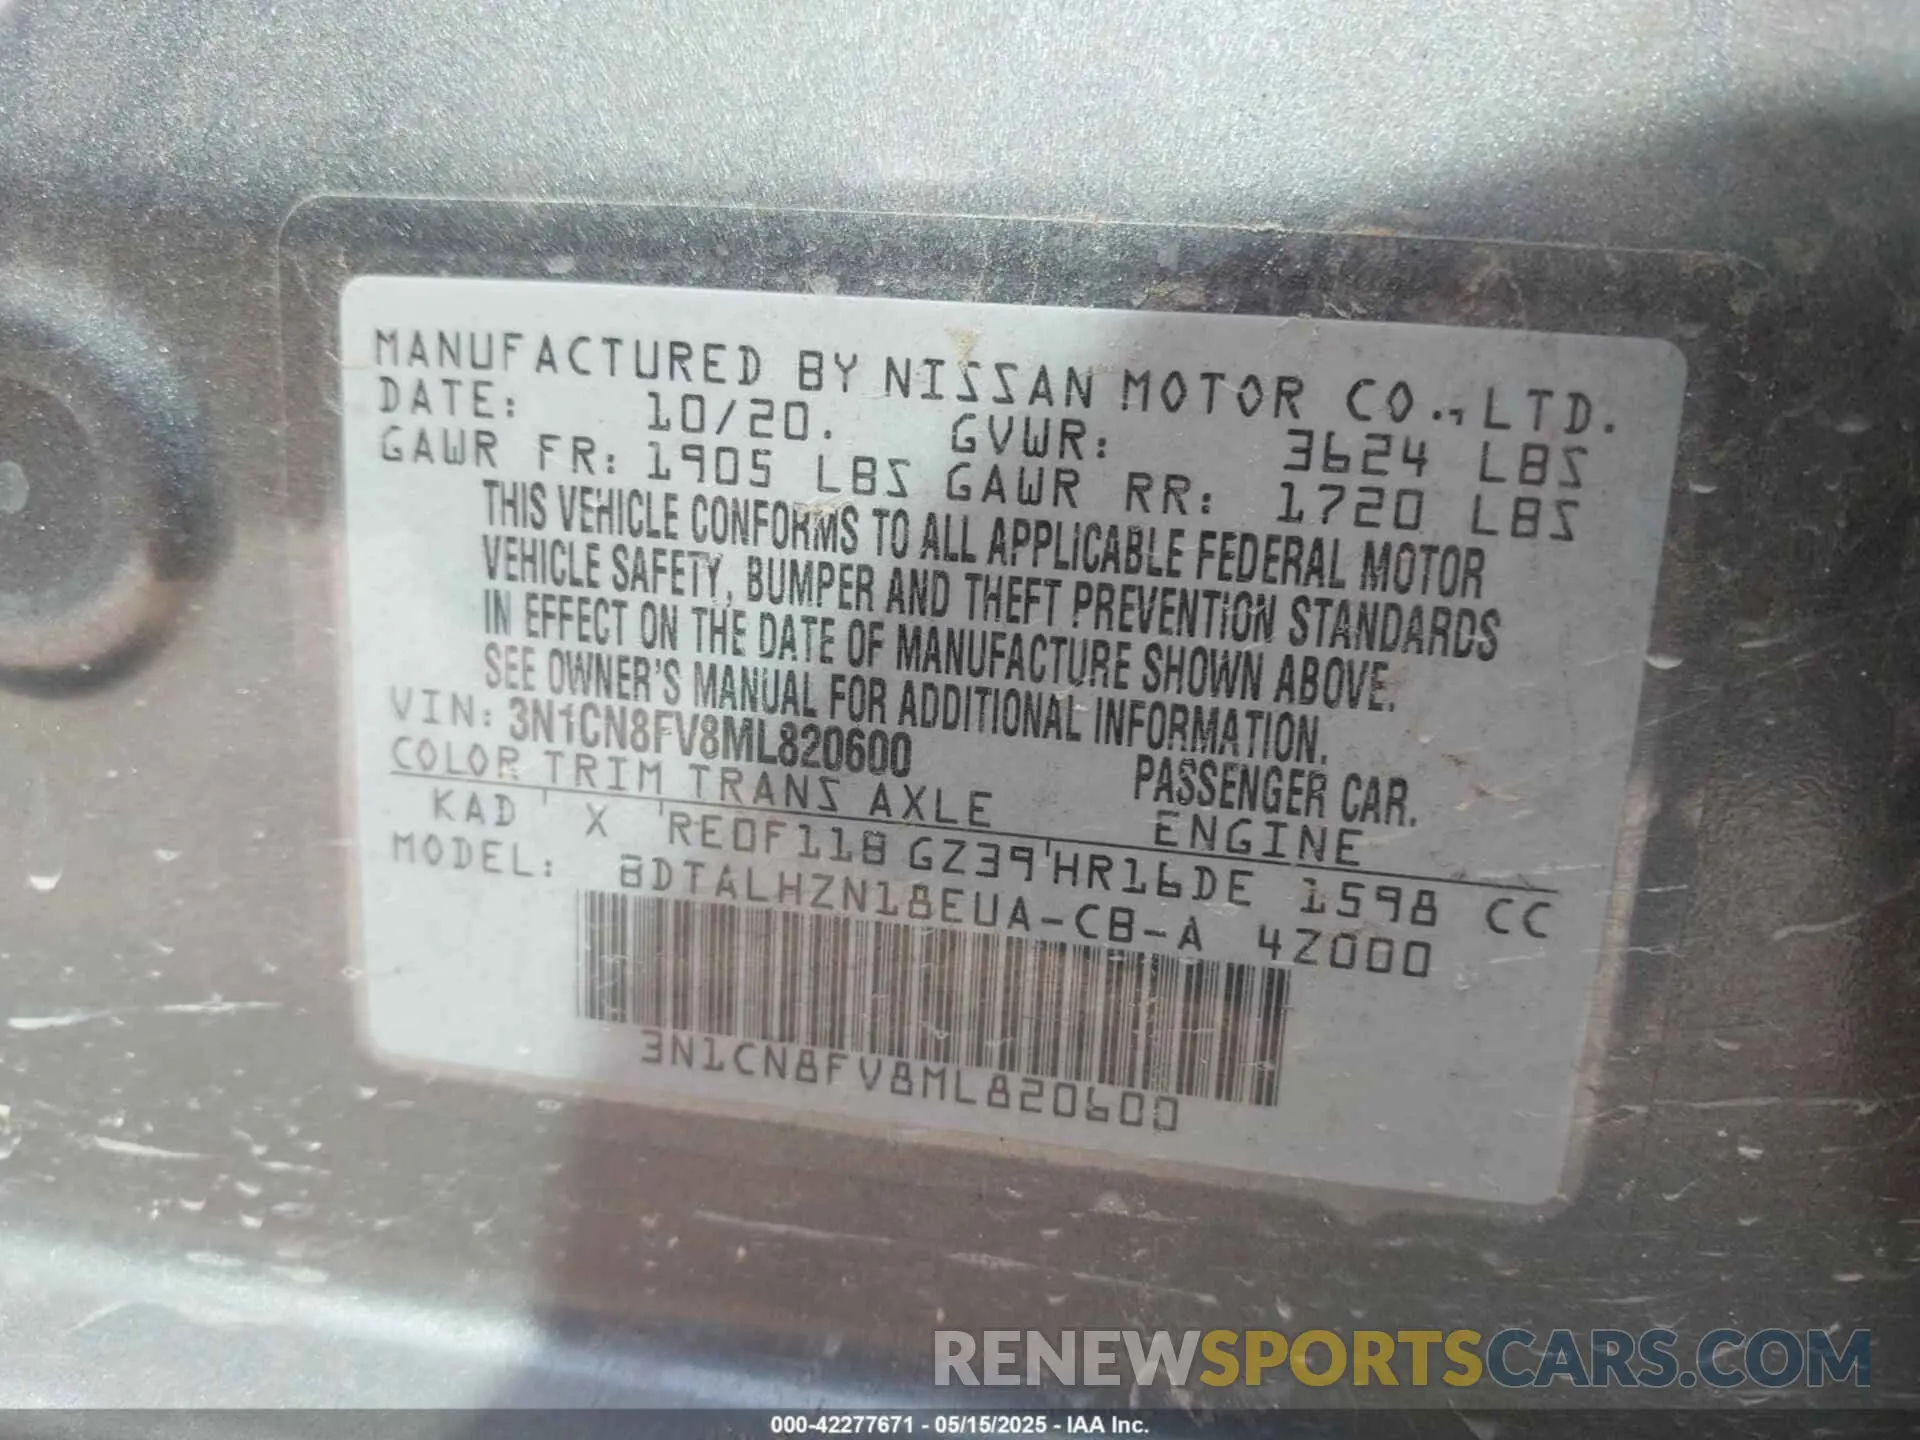 MANUFACTURED BY NISSAN MOTOR CO., LTD.
DATE: 10/20. GVWR: 3624 LBS
GAWR FR: 1905 LBS GAWR RR: 1720 LBS
THIS VEHICLE CONFORMS TO ALL APPLICABLE FEDERAL MOTOR
VEHICLE SAFETY, BUMPER AND THEFT PREVENTION STANDARDS
IN EFFECT ON THE DATE OF MANUFACTURE SHOWN ABOVE.
SEE OWNER'S MANUAL FOR ADDITIONAL INFORMATION.
VIN: 3N1CN8FV8ML820600 PASSENGER CAR.
COLOR TRIM TRANS AXLE ENGINE
KAD X RE0F11B GZ39 HR16DE 1598 CC
MODEL: BDTALHZN18EUA-CB-A 4Z000
3N1CN8FV8ML820600
RENEWSPORTSCARS.COM
000-42277671 - 05/15/2025 - IAA Inc.